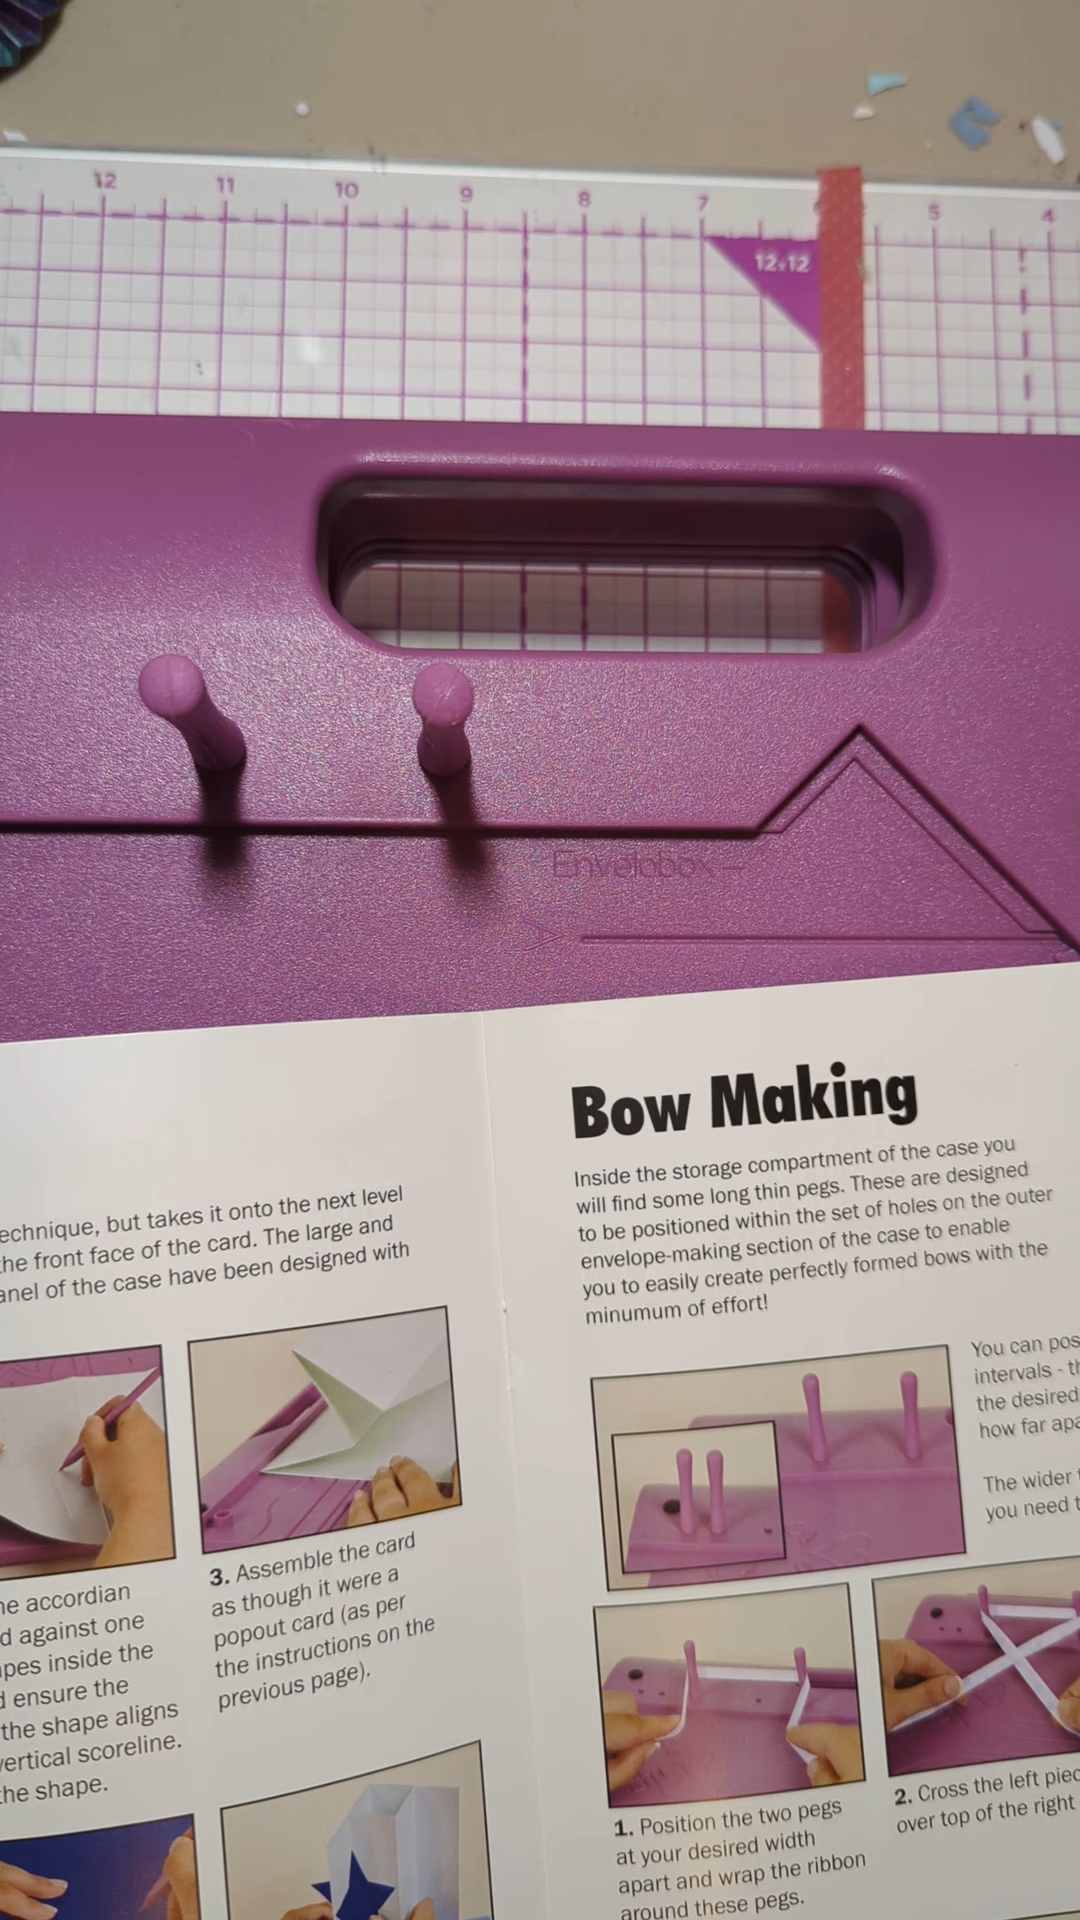 12 11 10 9 8 7 5 4
12x12
Envelobox
echnique, but takes it onto the next level
the front face of the card. The large and
anel of the case have been designed with
ne accordian
d against one
apes inside the
d ensure the
the shape aligns
vertical scoreline.
the shape.
3. Assemble the card
as though it were a
popout card (as per
the instructions on the
previous page).
Bow Making
Inside the storage compartment of the case you
will find some long thin pegs. These are designed
to be positioned within the set of holes on the outer
envelope-making section of the case to enable
you to easily create perfectly formed bows with the
minumum of effort!
You can pos
intervals - th
the desired
how far apa
The wider
you need t
1. Position the two pegs
at your desired width
apart and wrap the ribbon
around these pegs.
2. Cross the left piec
over top of the right